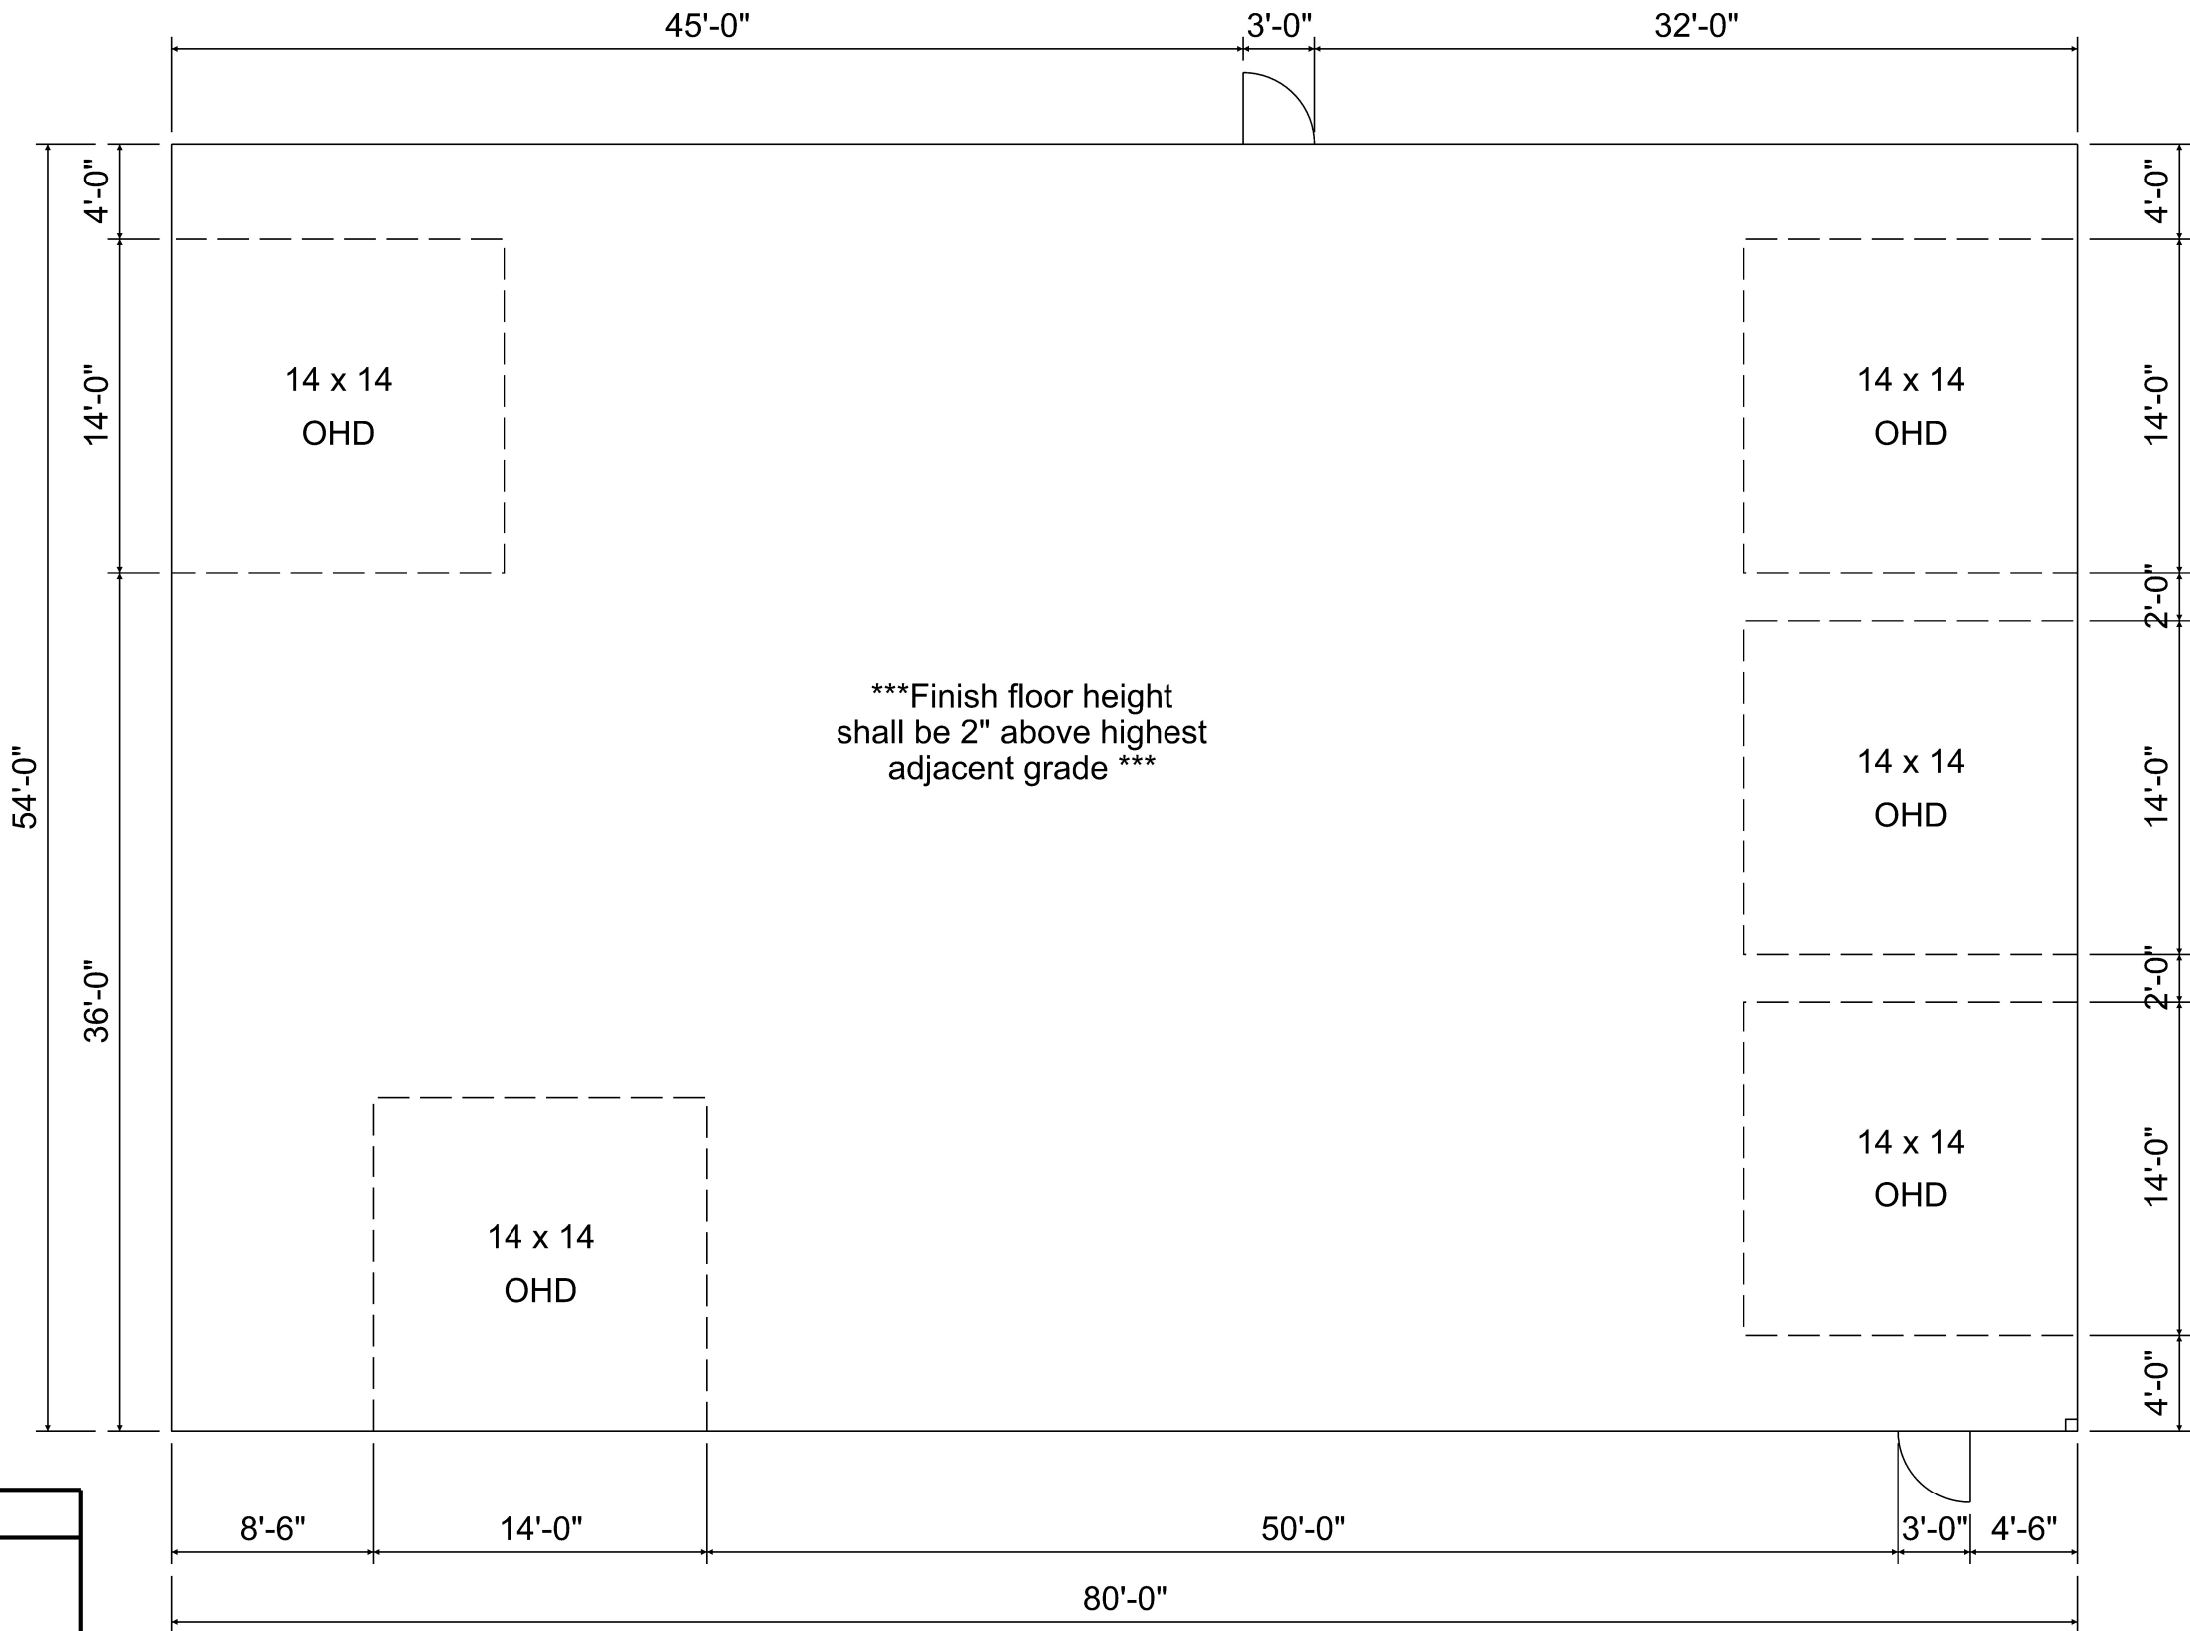 45'-0"
3'-0"
32'-0"
4'-0"
4'-0"
14 x 14
OHD
14'-0"
14 x 14
OHD
14'-0"
2'-0"
***Finish floor height
shall be 2" above highest
adjacent grade ***
54'-0"
14 x 14
OHD
14'-0"
36'-0"
2'-0"
14 x 14
OHD
14'-0"
14 x 14
OHD
4'-0"
8'-6"
14'-0"
50'-0"
3'-0"
4'-6"
80'-0"